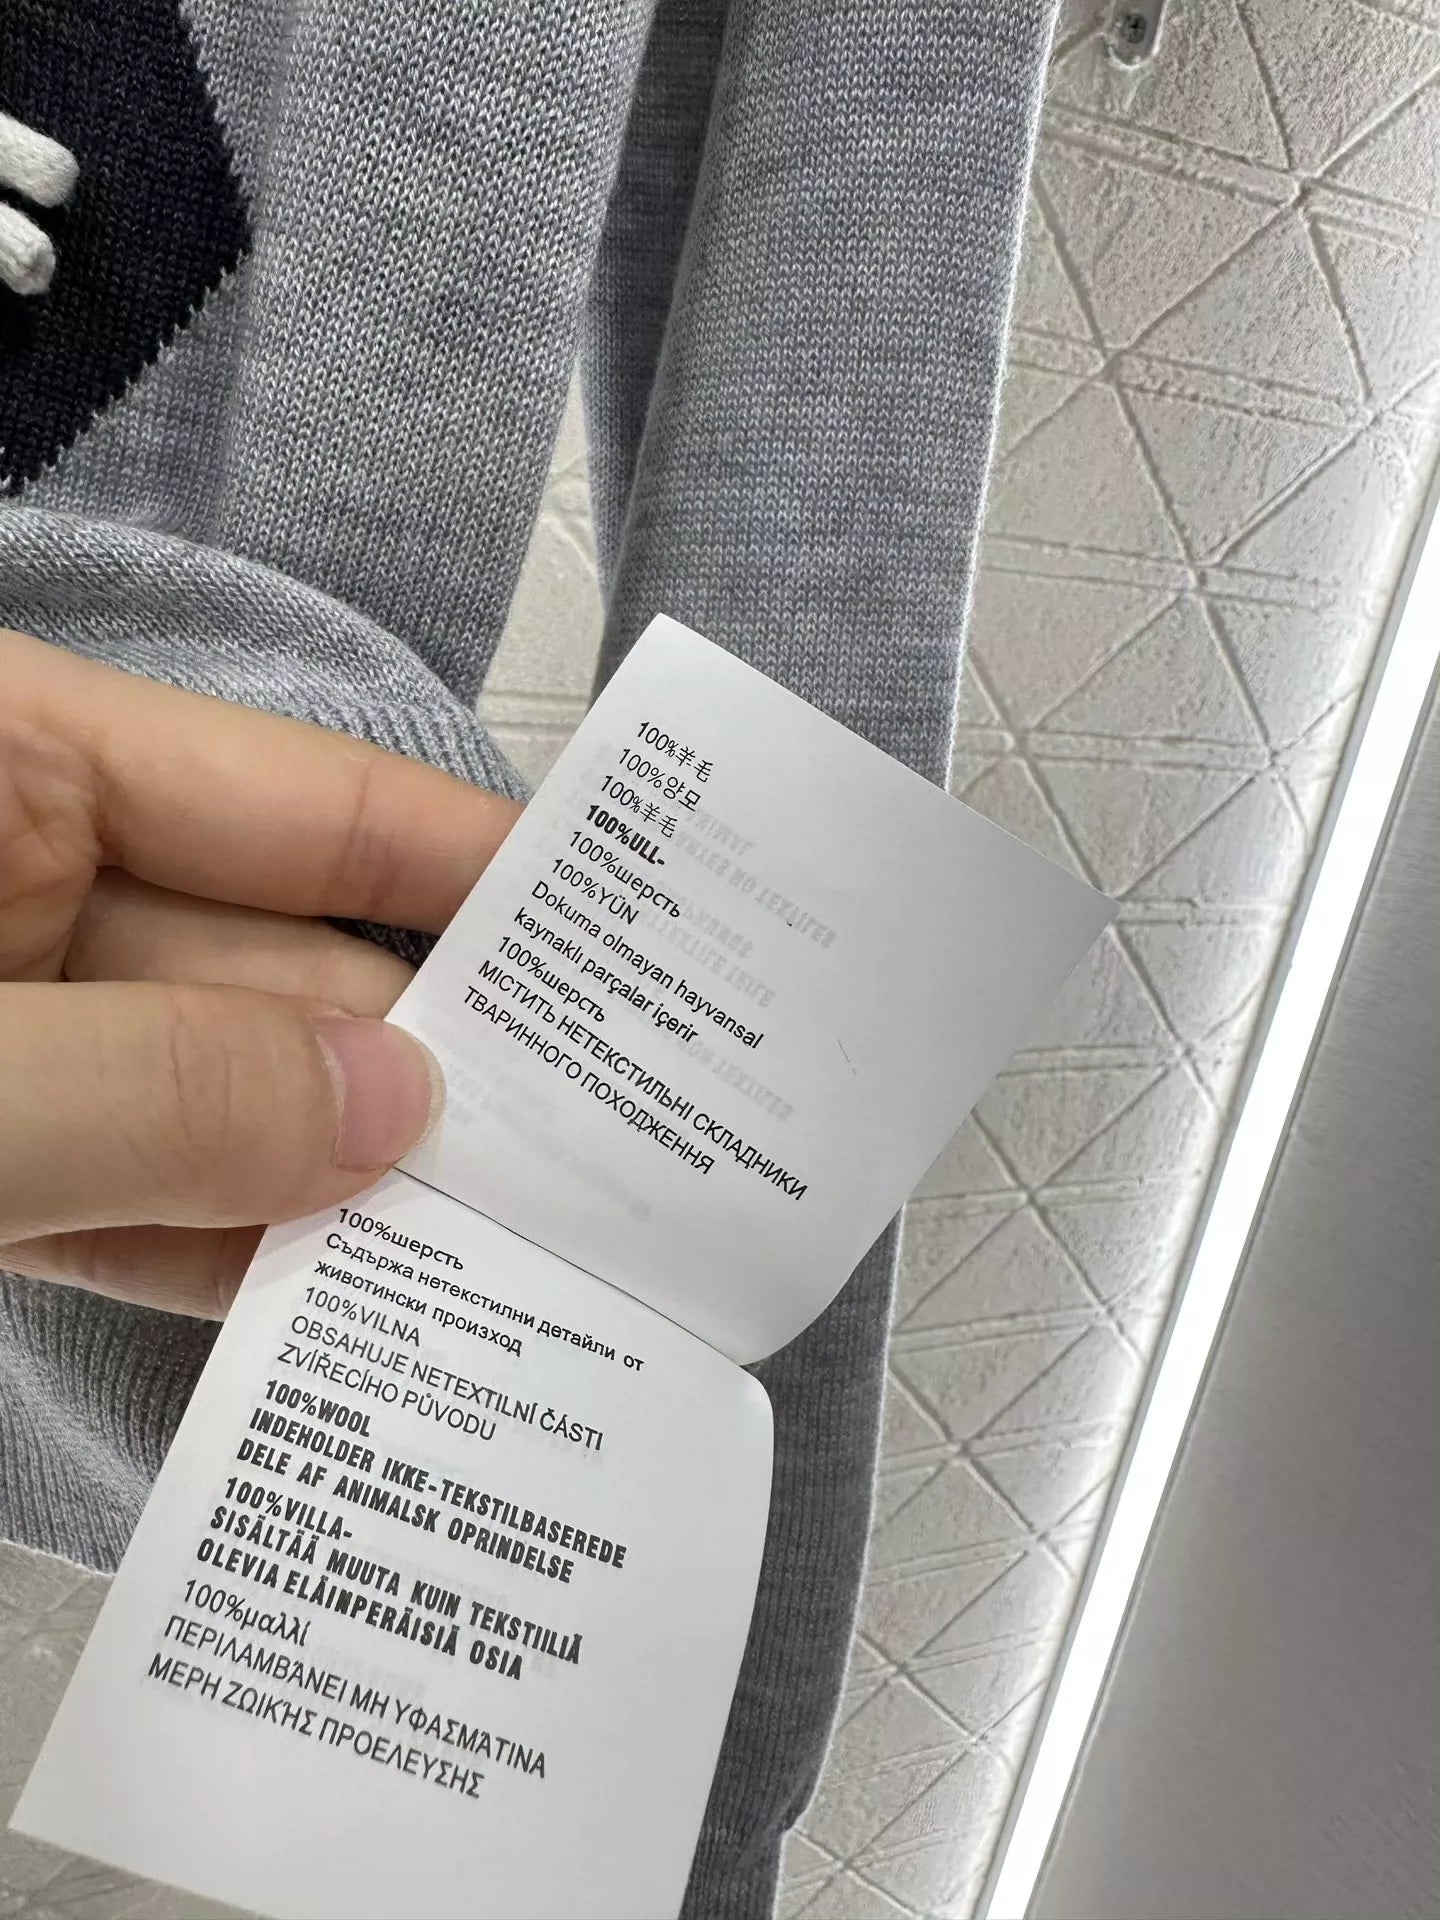 100%羊毛
100%양모
100%羊毛
100%ULL-
100%шерсть
100%YÜN
Dokuma olmayan hayvansal
kaynaklı parçalar içerir
100%шерсть
МІСТИТЬ НЕТЕКСТИЛЬНІ СКЛАДНИКИ
ТВАРИННОГО ПОХОДЖЕННЯ
100%шерсть
Съдържа нетекстилни детайли от
животински произход
100%VILNA
OBSAHUJE NETEXTILNÍ ČÁSTI
ZVÍŘECÍHO PŮVODU
100%WOOL
INDEHOLDER IKKE-TEKSTILBASEREDE
DELE AF ANIMALSK OPRINDELSE
100%VILLA-
SISÄLTÄÄ MUUTA KUIN TEKSTIILIÄ
OLEVIA ELÄINPERÄISIÄ OSIA
100%μαλλί
ΠΕΡΙΛΑΜΒΆΝΕΙ ΜΗ ΥΦΑΣΜΆΤΙΝΑ
ΜΕΡΗ ΖΩΙΚΉΣ ΠΡΟΕΛΕΥΣΗΣ